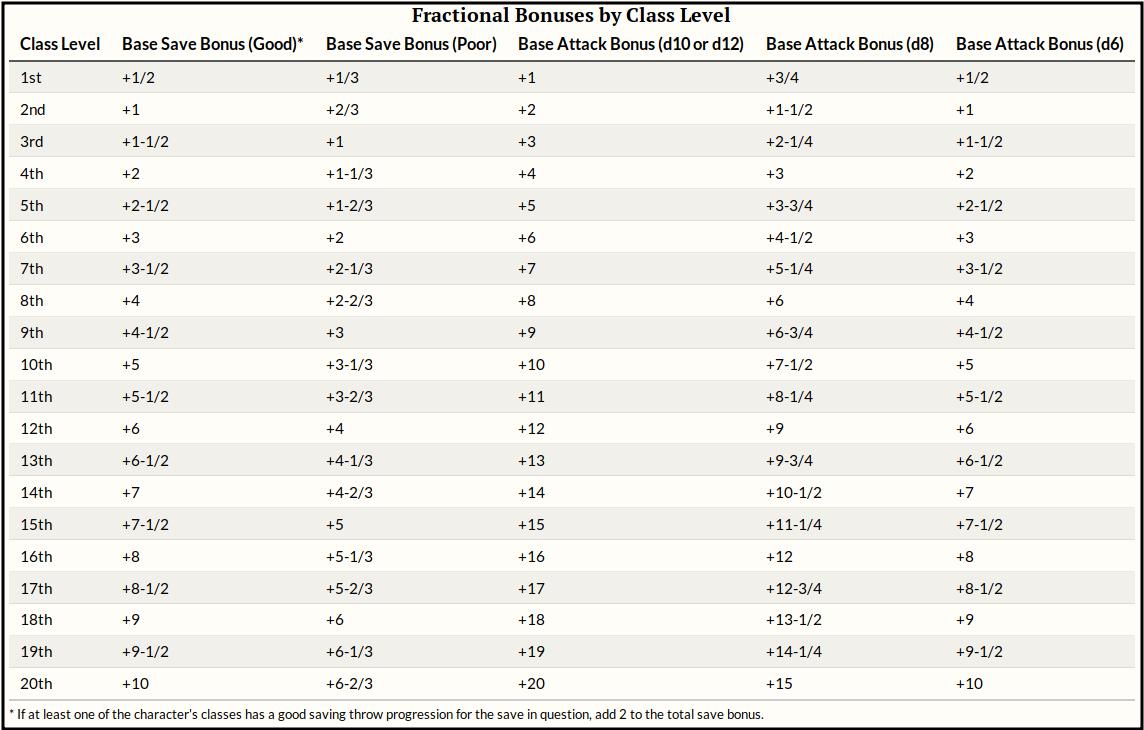 Fractional Bonuses by Class Level
Class Level Base Save Bonus (Good)* Base Save Bonus (Poor) Base Attack Bonus (d10 or d12) Base Attack Bonus (d8) Base Attack Bonus (d6)
1st +1/2 +1/3 +1 +3/4 +1/2
2nd +1 +2/3 +2 +1-1/2 +1
3rd +1-1/2 +1 +3 +2-1/4 +1-1/2
4th +2 +1-1/3 +4 +3 +2
5th +2-1/2 +1-2/3 +5 +3-3/4 +2-1/2
6th +3 +2 +6 +4-1/2 +3
7th +3-1/2 +2-1/3 +7 +5-1/4 +3-1/2
8th +4 +2-2/3 +8 +6 +4
9th +4-1/2 +3 +9 +6-3/4 +4-1/2
10th +5 +3-1/3 +10 +7-1/2 +5
11th +5-1/2 +3-2/3 +11 +8-1/4 +5-1/2
12th +6 +4 +12 +9 +6
13th +6-1/2 +4-1/3 +13 +9-3/4 +6-1/2
14th +7 +4-2/3 +14 +10-1/2 +7
15th +7-1/2 +5 +15 +11-1/4 +7-1/2
16th +8 +5-1/3 +16 +12 +8
17th +8-1/2 +5-2/3 +17 +12-3/4 +8-1/2
18th +9 +6 +18 +13-1/2 +9
19th +9-1/2 +6-1/3 +19 +14-1/4 +9-1/2
20th +10 +6-2/3 +20 +15 +10
* If at least one of the character's classes has a good saving throw progression for the save in question, add 2 to the total save bonus.